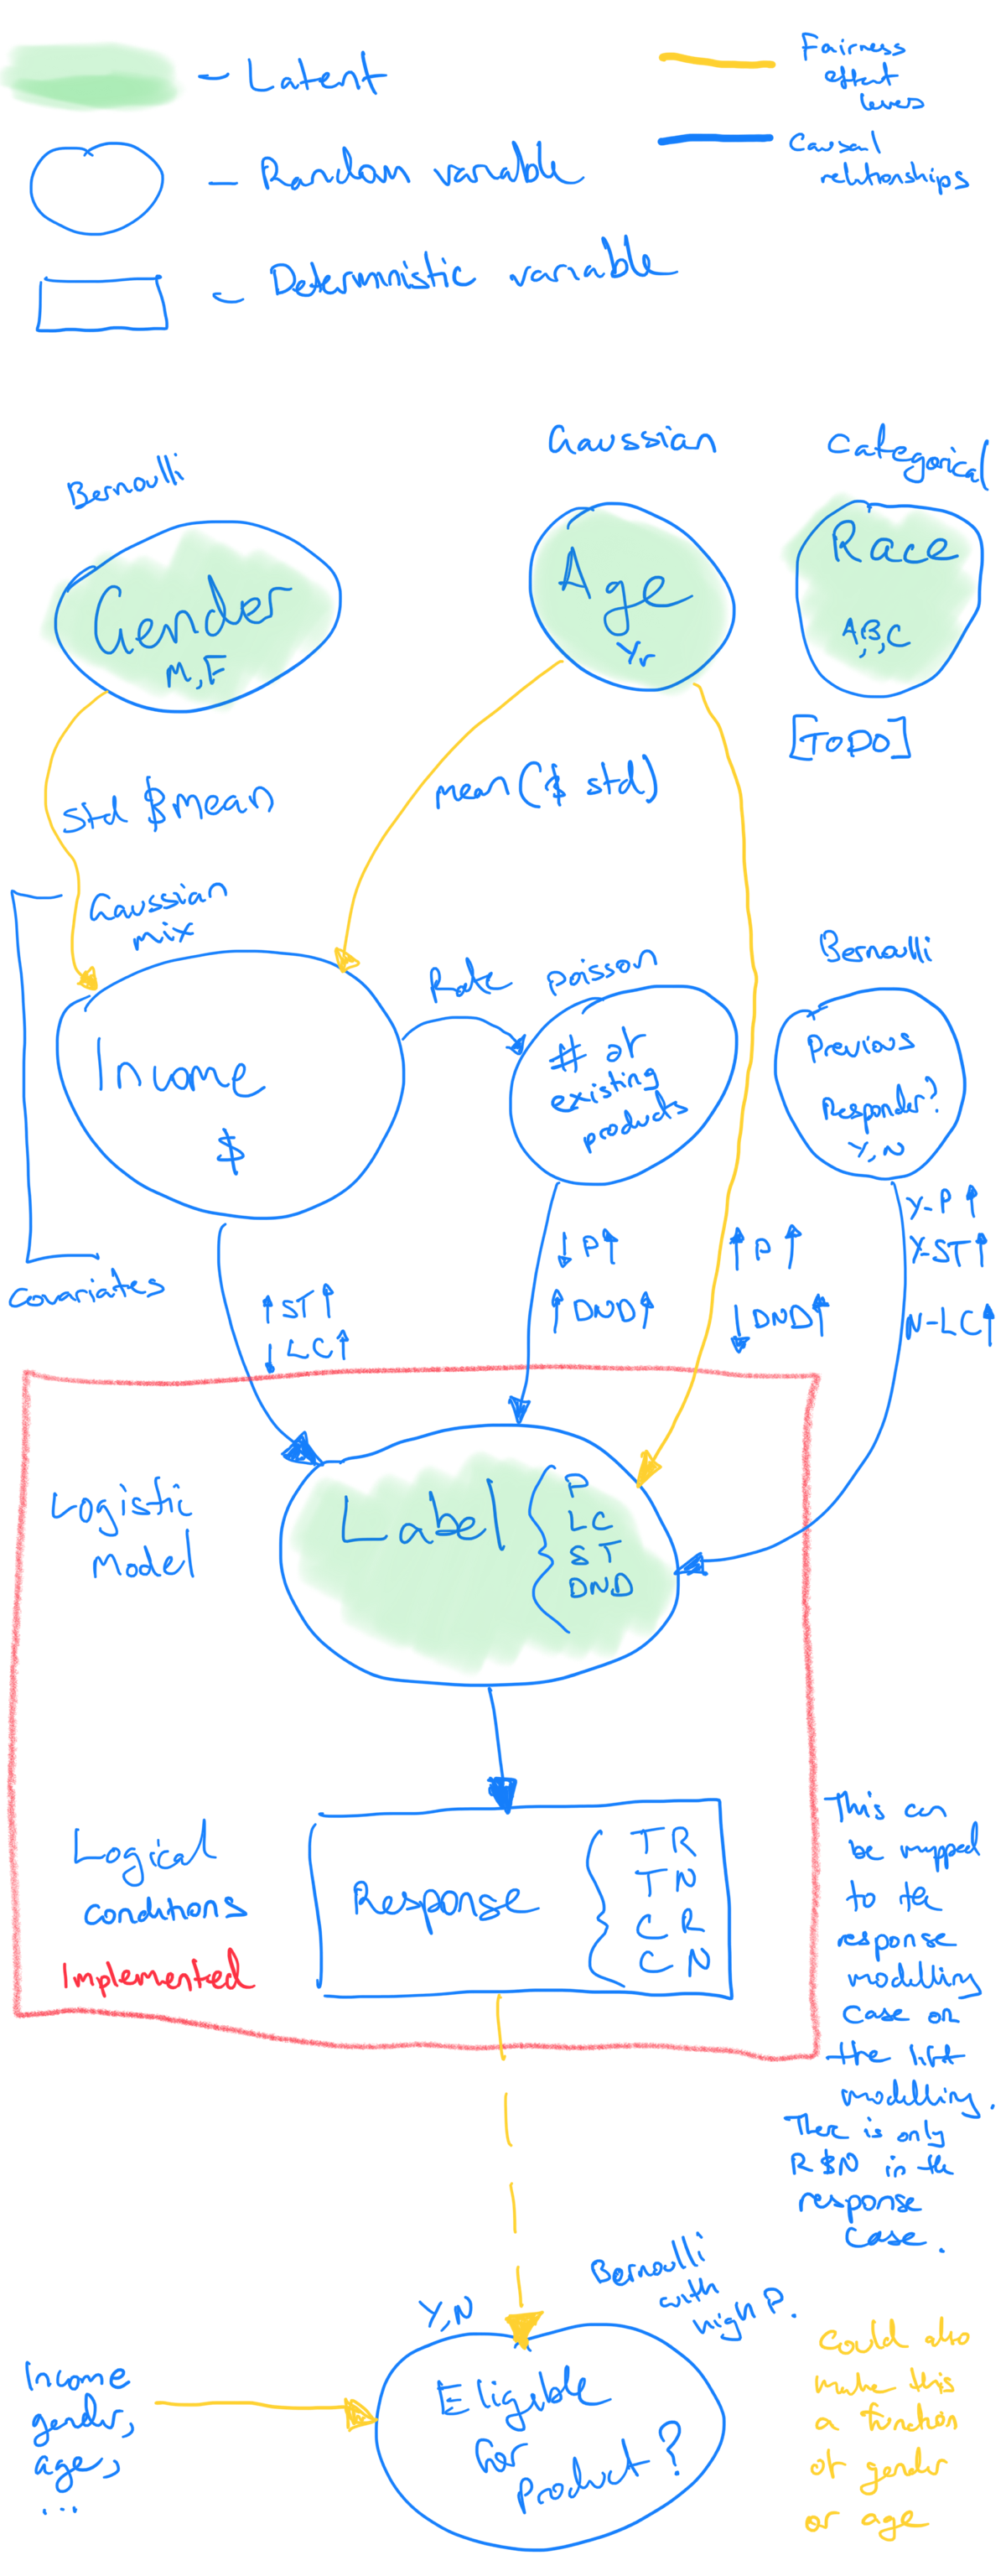 - Latent
Fairness
effect
levers
- Random variable
Causal
relationships
- Deterministic variable
Bernoulli
Gaussian
Categorical
Gender
M, F
Age
Yr
Race
A, B, C
[TODO]
std $ mean
mean ($ std)
Gaussian
mix
Income
$
Rate
Poisson
# of
existing
products
Bernoulli
Previous
Responder?
Y, N
Covariates
↑ ST ↑
↓ LC ↑
↓ P ↑
↑ DND ↑
↑ P ↑
↓ DND ↑
Y-P ↑
Y-ST ↑
N-LC ↑
Logistic
Model
Label { P
LC
ST
DND
Logical
conditions
Implemented
Response { TR
TN
CR
CN
This can
be mapped
to the
response
modelling
case or
the lift
modelling.
There is only
R & N in the
response
case.
Y, N
Bernoulli
with
high P.
Income
gender,
age,
...
Eligible
for
product?
Could also
make this
a function
of gender
or age